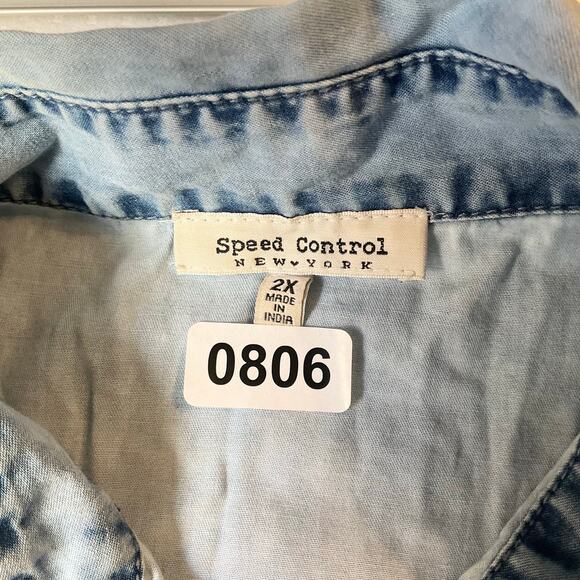 Speed Control
NEW♥YORK
2X
MADE
IN
INDIA
0806